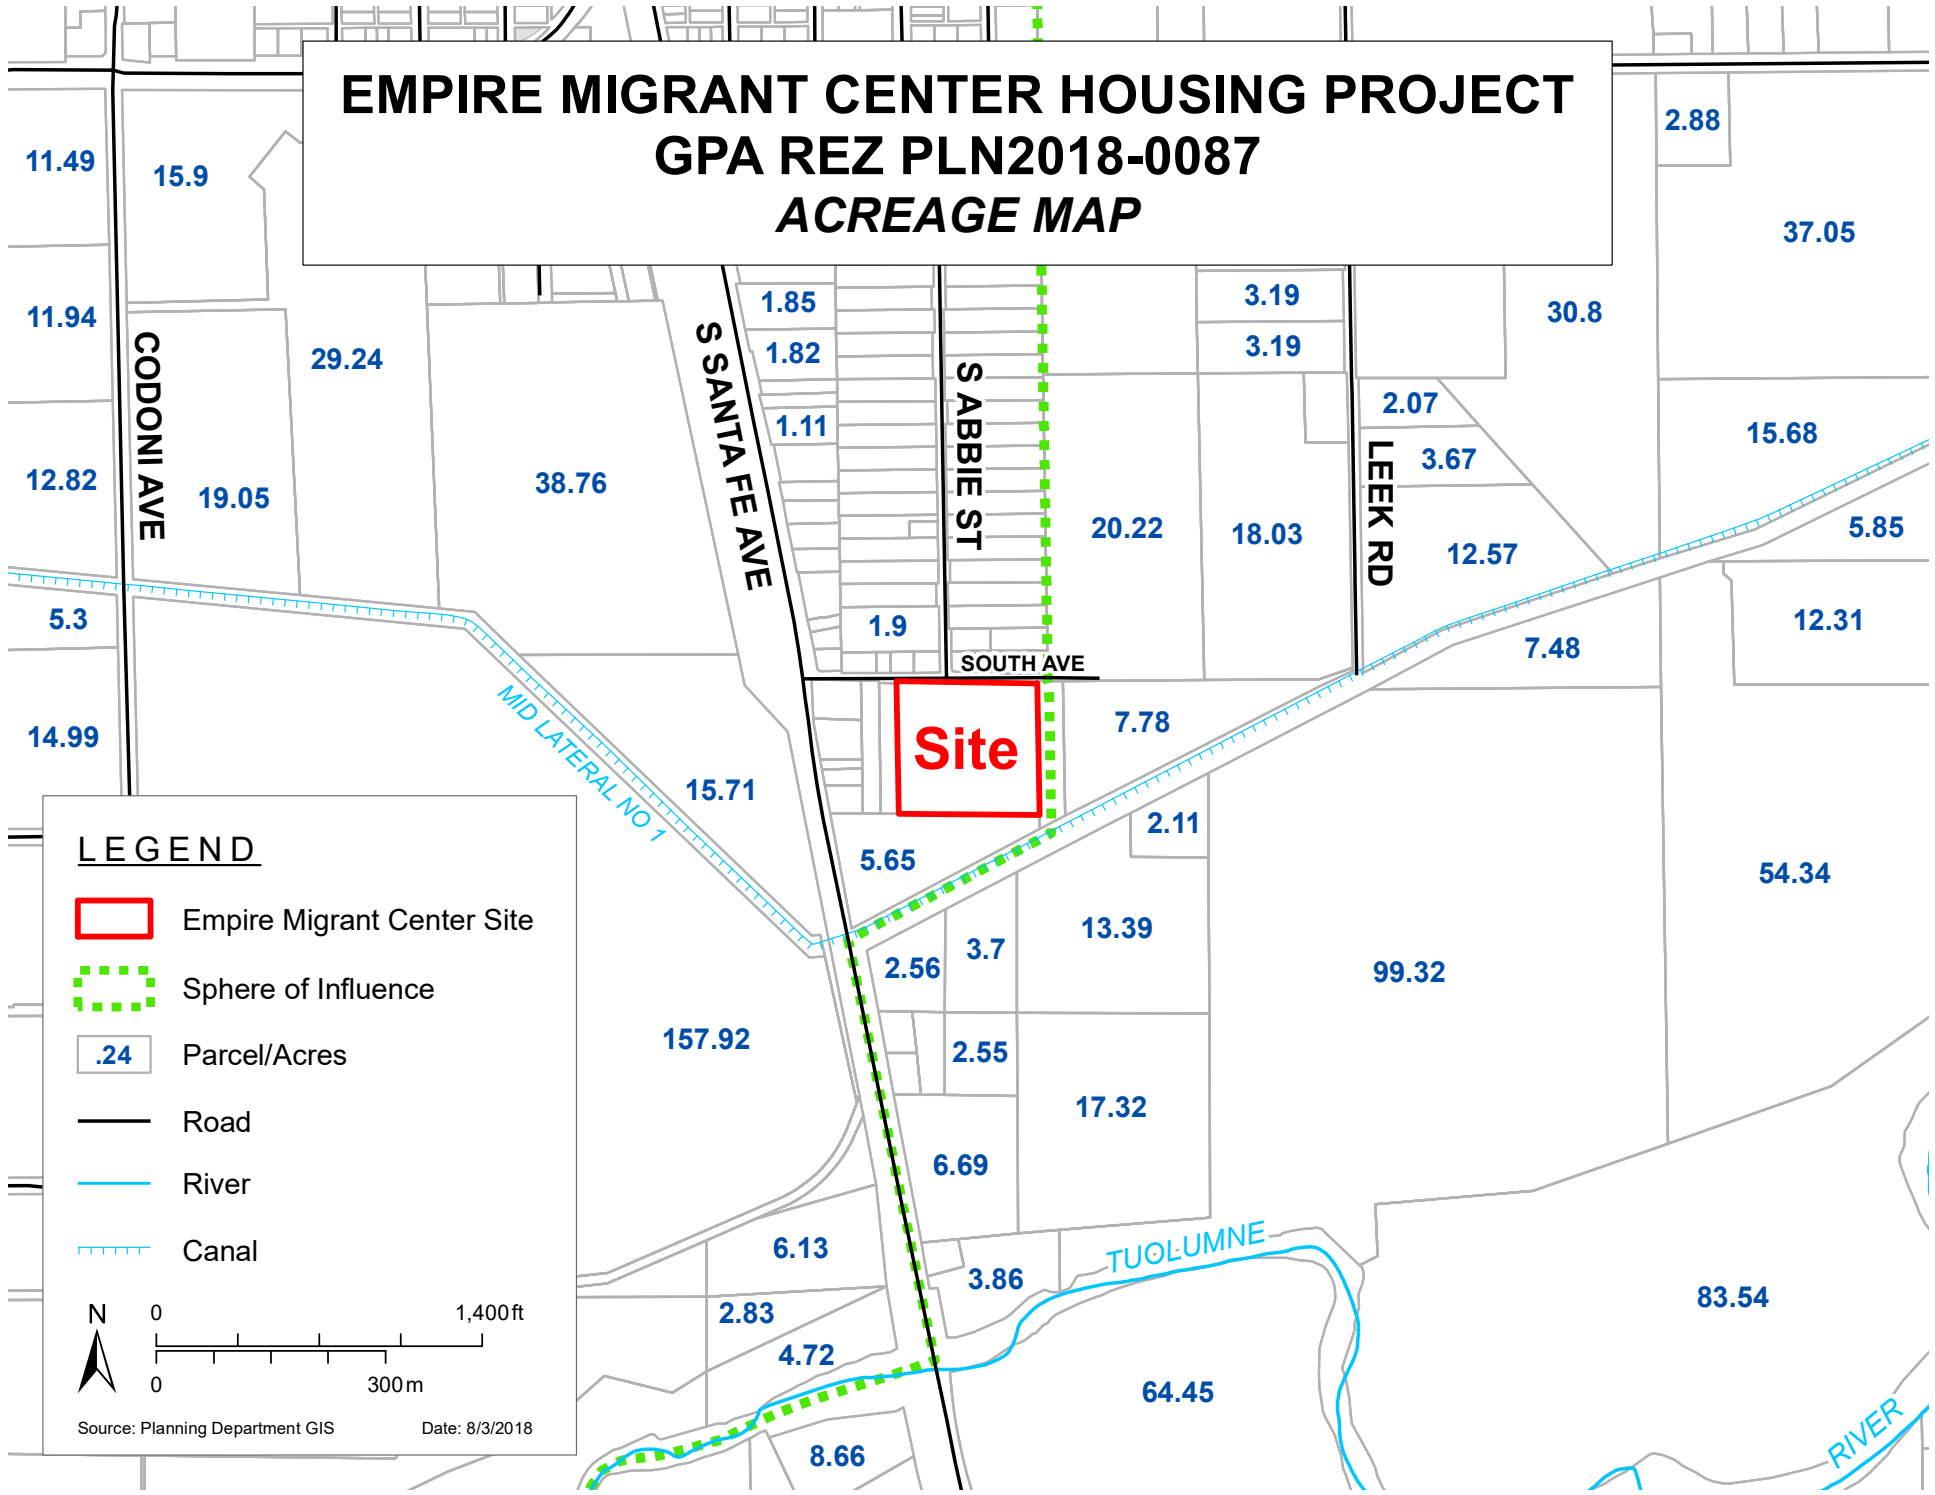 EMPIRE MIGRANT CENTER HOUSING PROJECT
GPA REZ PLN2018-0087
ACREAGE MAP
2.88
11.49
15.9
37.05
11.94
1.85
3.19
30.8
1.82
3.19
29.24
CODONI AVE
S SANTA FE AVE
S ABBIE ST
2.07
1.11
15.68
3.67
LEEK RD
12.82
19.05
38.76
20.22
18.03
12.57
5.85
5.3
1.9
12.31
7.48
SOUTH AVE
MID LATERAL NO 1
14.99
7.78
Site
15.71
2.11
5.65
54.34
13.39
3.7
2.56
99.32
157.92
2.55
17.32
6.69
6.13
TUOLUMNE
3.86
83.54
2.83
4.72
64.45
8.66
RIVER
LEGEND
Empire Migrant Center Site
Sphere of Influence
.24 Parcel/Acres
Road
River
Canal
N
0 1,400 ft
0 300 m
Source: Planning Department GIS Date: 8/3/2018